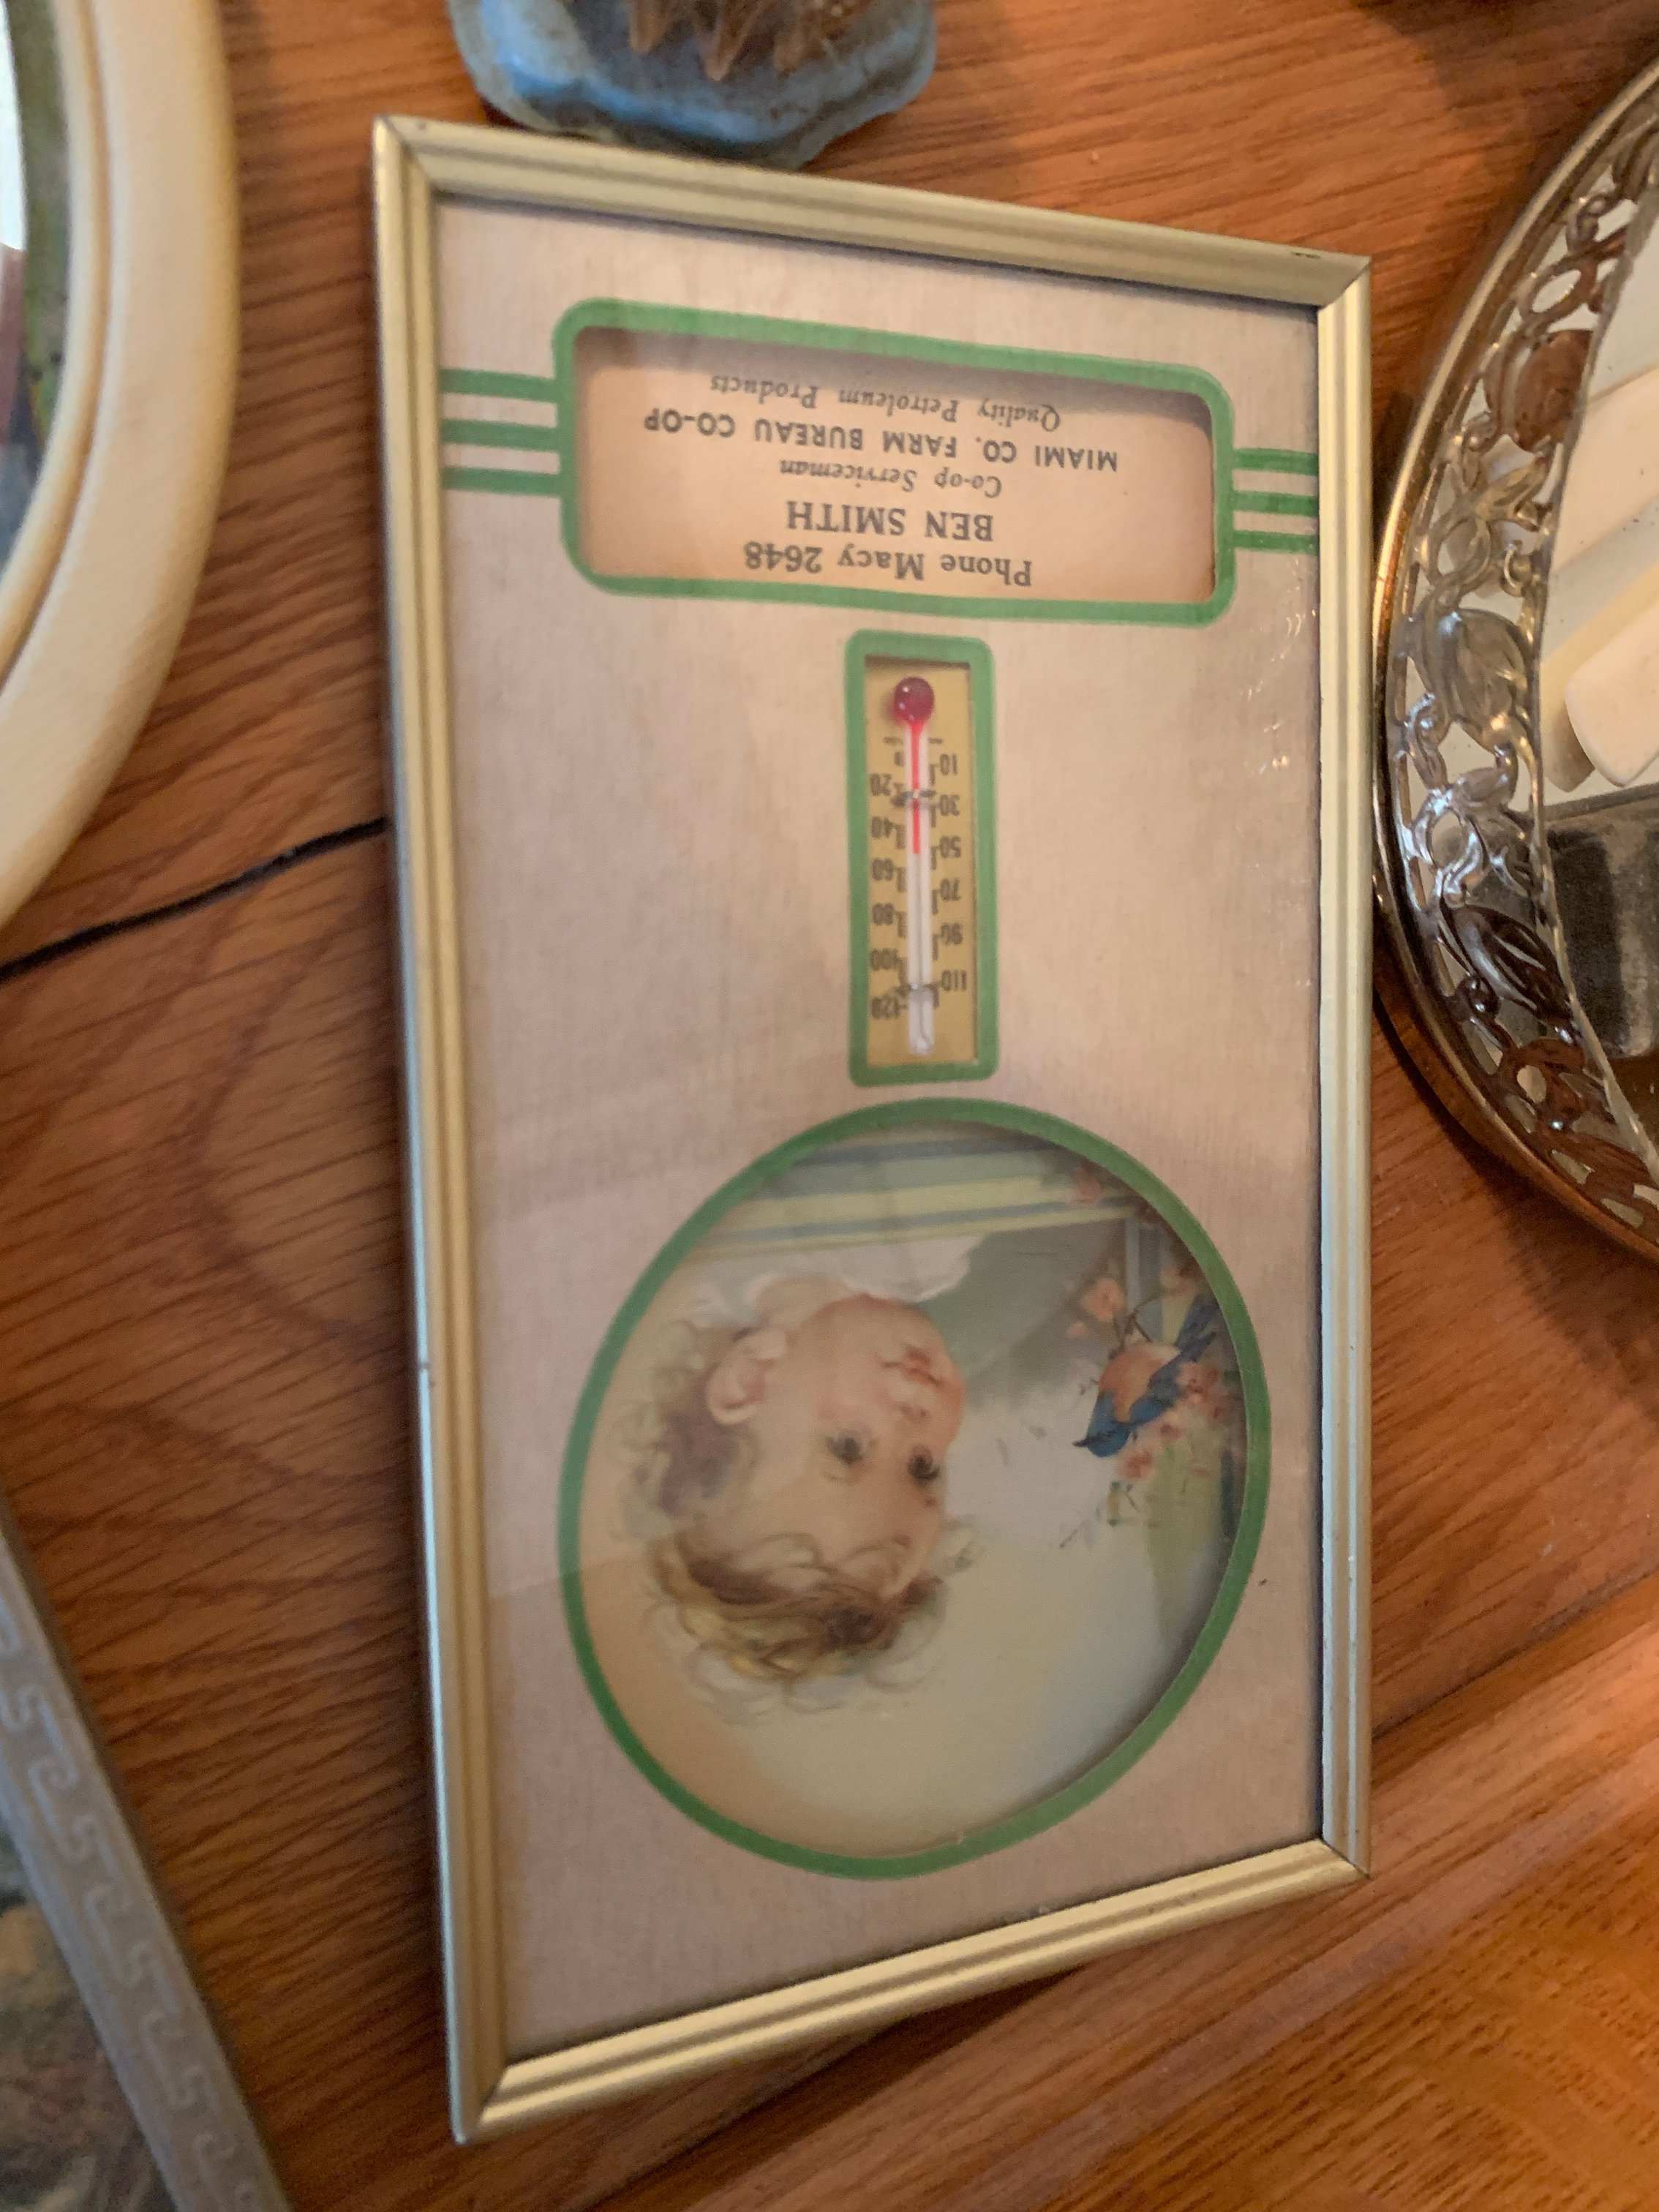 120
110
100
90
80
70
60
50
40
30
20
10
0
Phone Macy 2648
BEN SMITH
Co-op Serviceman
MIAMI CO. FARM BUREAU CO-OP
Quality Petroleum Products